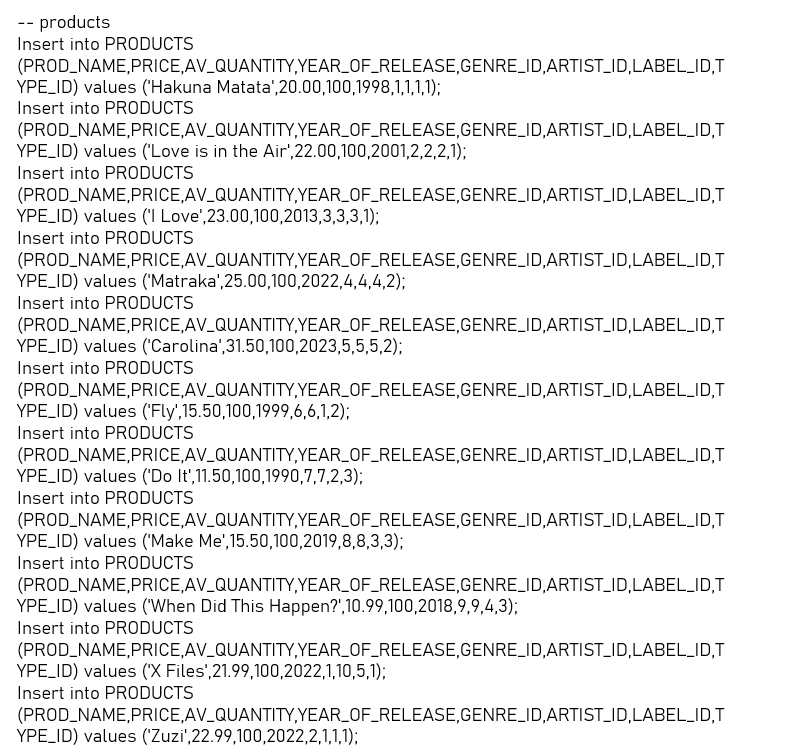 -- products
Insert into PRODUCTS
(PROD_NAME,PRICE,AV_QUANTITY,YEAR_OF_RELEASE,GENRE_ID,ARTIST_ID,LABEL_ID,T
YPE_ID) values ('Hakuna Matata',20.00,100,1998,1,1,1,1);
Insert into PRODUCTS
(PROD_NAME,PRICE,AV_QUANTITY,YEAR_OF_RELEASE,GENRE_ID,ARTIST_ID,LABEL_ID,T
YPE_ID) values ('Love is in the Air',22.00,100,2001,2,2,2,1);
Insert into PRODUCTS
(PROD_NAME,PRICE,AV_QUANTITY,YEAR_OF_RELEASE,GENRE_ID,ARTIST_ID,LABEL_ID,T
YPE_ID) values ('I Love',23.00,100,2013,3,3,3,1);
Insert into PRODUCTS
(PROD_NAME,PRICE,AV_QUANTITY,YEAR_OF_RELEASE,GENRE_ID,ARTIST_ID,LABEL_ID,T
YPE_ID) values ('Matraka',25.00,100,2022,4,4,4,2);
Insert into PRODUCTS
(PROD_NAME,PRICE,AV_QUANTITY,YEAR_OF_RELEASE,GENRE_ID,ARTIST_ID,LABEL_ID,T
YPE_ID) values ('Carolina',31.50,100,2023,5,5,5,2);
Insert into PRODUCTS
(PROD_NAME,PRICE,AV_QUANTITY,YEAR_OF_RELEASE,GENRE_ID,ARTIST_ID,LABEL_ID,T
YPE_ID) values ('Fly',15.50,100,1999,6,6,1,2);
Insert into PRODUCTS
(PROD_NAME,PRICE,AV_QUANTITY,YEAR_OF_RELEASE,GENRE_ID,ARTIST_ID,LABEL_ID,T
YPE_ID) values ('Do It',11.50,100,1990,7,7,2,3);
Insert into PRODUCTS
(PROD_NAME,PRICE,AV_QUANTITY,YEAR_OF_RELEASE,GENRE_ID,ARTIST_ID,LABEL_ID,T
YPE_ID) values ('Make Me',15.50,100,2019,8,8,3,3);
Insert into PRODUCTS
(PROD_NAME,PRICE,AV_QUANTITY,YEAR_OF_RELEASE,GENRE_ID,ARTIST_ID,LABEL_ID,T
YPE_ID) values ('When Did This Happen?',10.99,100,2018,9,9,4,3);
Insert into PRODUCTS
(PROD_NAME,PRICE,AV_QUANTITY,YEAR_OF_RELEASE,GENRE_ID,ARTIST_ID,LABEL_ID,T
YPE_ID) values ('X Files',21.99,100,2022,1,10,5,1);
Insert into PRODUCTS
(PROD_NAME,PRICE,AV_QUANTITY,YEAR_OF_RELEASE,GENRE_ID,ARTIST_ID,LABEL_ID,T
YPE_ID) values ('Zuzi',22.99,100,2022,2,1,1,1);